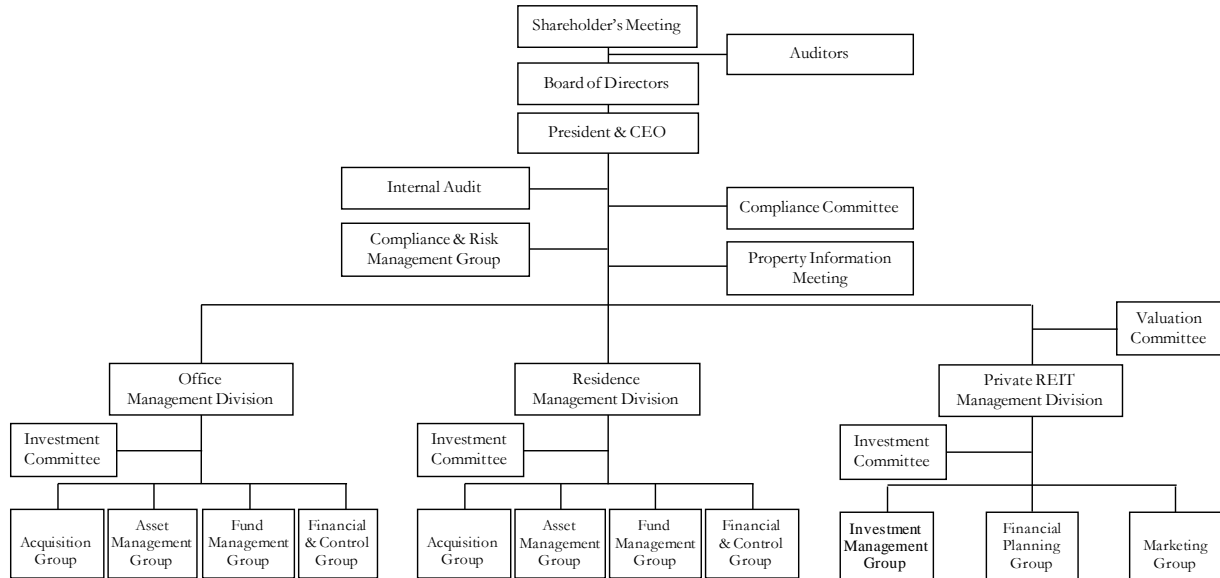 Shareholder's Meeting
Auditors
Board of Directors
President & CEO
Internal Audit
Compliance Committee
Compliance & Risk
Management Group
Property Information
Meeting
Valuation
Committee
Office
Management Division
Residence
Management Division
Private REIT
Management Division
Investment
Committee
Investment
Committee
Investment
Committee
Acquisition
Group
Asset
Management
Group
Fund
Management
Group
Financial
& Control
Group
Acquisition
Group
Asset
Management
Group
Fund
Management
Group
Financial
& Control
Group
Investment
Management
Group
Financial
Planning
Group
Marketing
Group